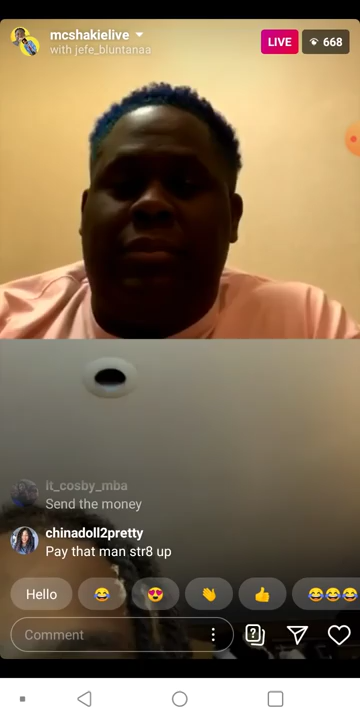 mcshakielive
with jefe_bluntanaa
LIVE
668
it_cosby_mba
Send the money
chinadoll2pretty
Pay that man str8 up
Hello
Comment